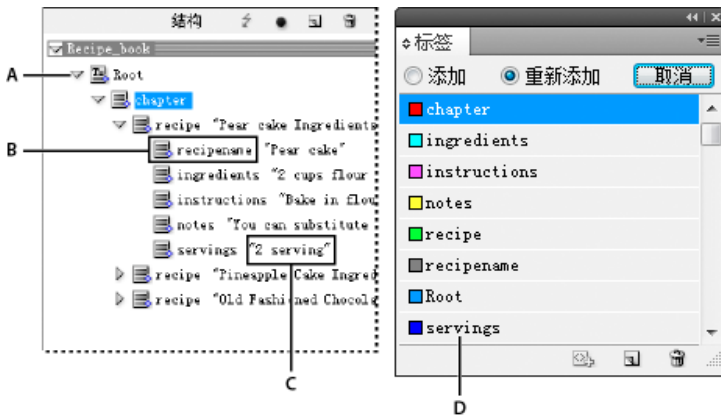 结构
Recipe_book
A
Root
chapter
recipe "Pear cake Ingredients
B
recipename "Pear cake"
ingredients "2 cups flour
instructions "Bake in flou
notes "You can substitute
servings "2 serving"
recipe "Pineapple Cake Ingred
recipe "Old Fashioned Chocola
C
标签
添加 重新添加 取消
chapter
ingredients
instructions
notes
recipe
recipename
Root
servings
D